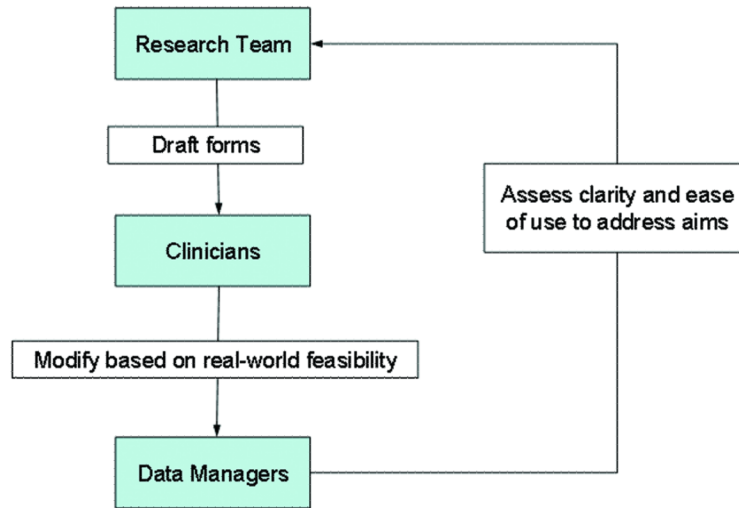 Research Team
Draft forms
Assess clarity and ease
of use to address aims
Clinicians
Modify based on real-world feasibility
Data Managers